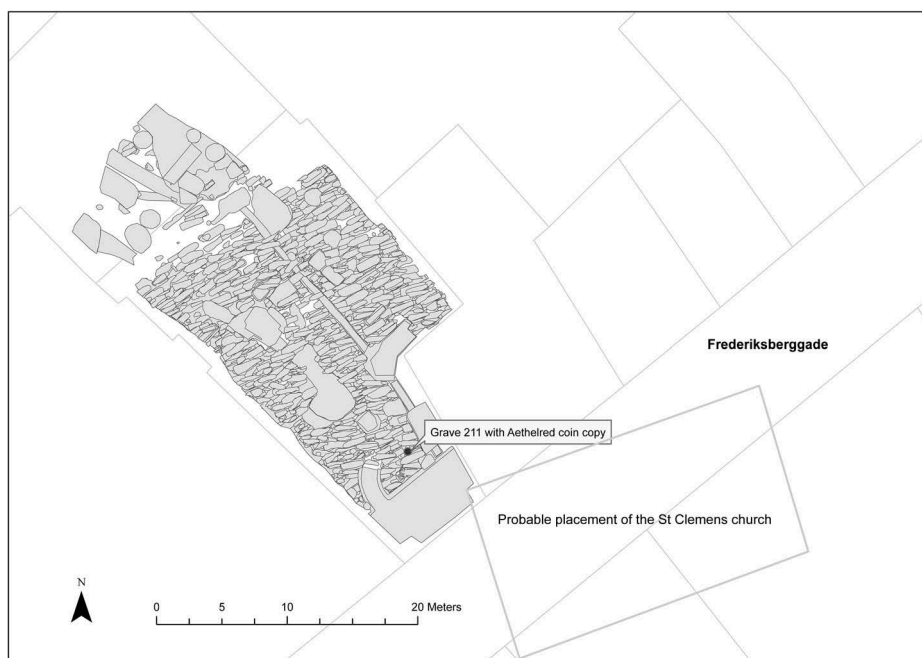 Frederiksberggade
Grave 211 with Aethelred coin copy
Probable placement of the St Clemens church
N
0 5 10 20 Meters